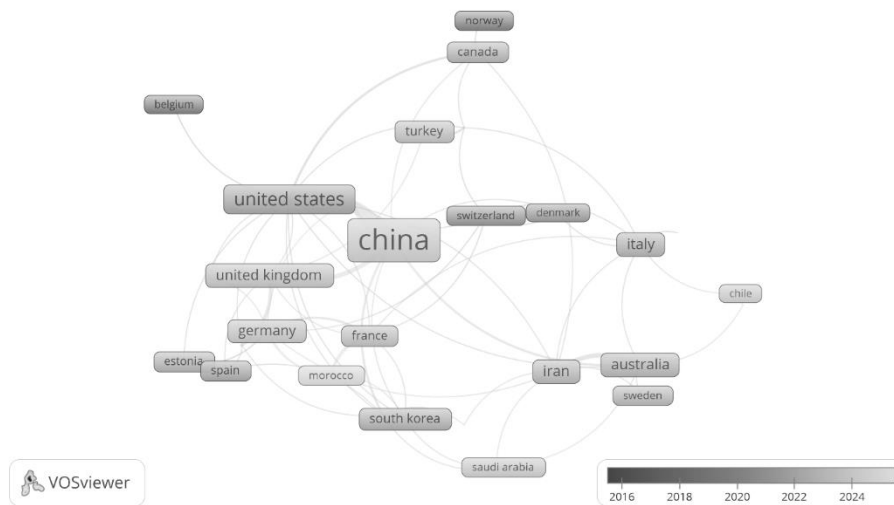 norway
canada
belgium
turkey
united states
switzerland
denmark
china
italy
united kingdom
chile
germany
france
estonia
spain
morocco
iran
australia
sweden
south korea
saudi arabia
VOSviewer
2016 2018 2020 2022 2024